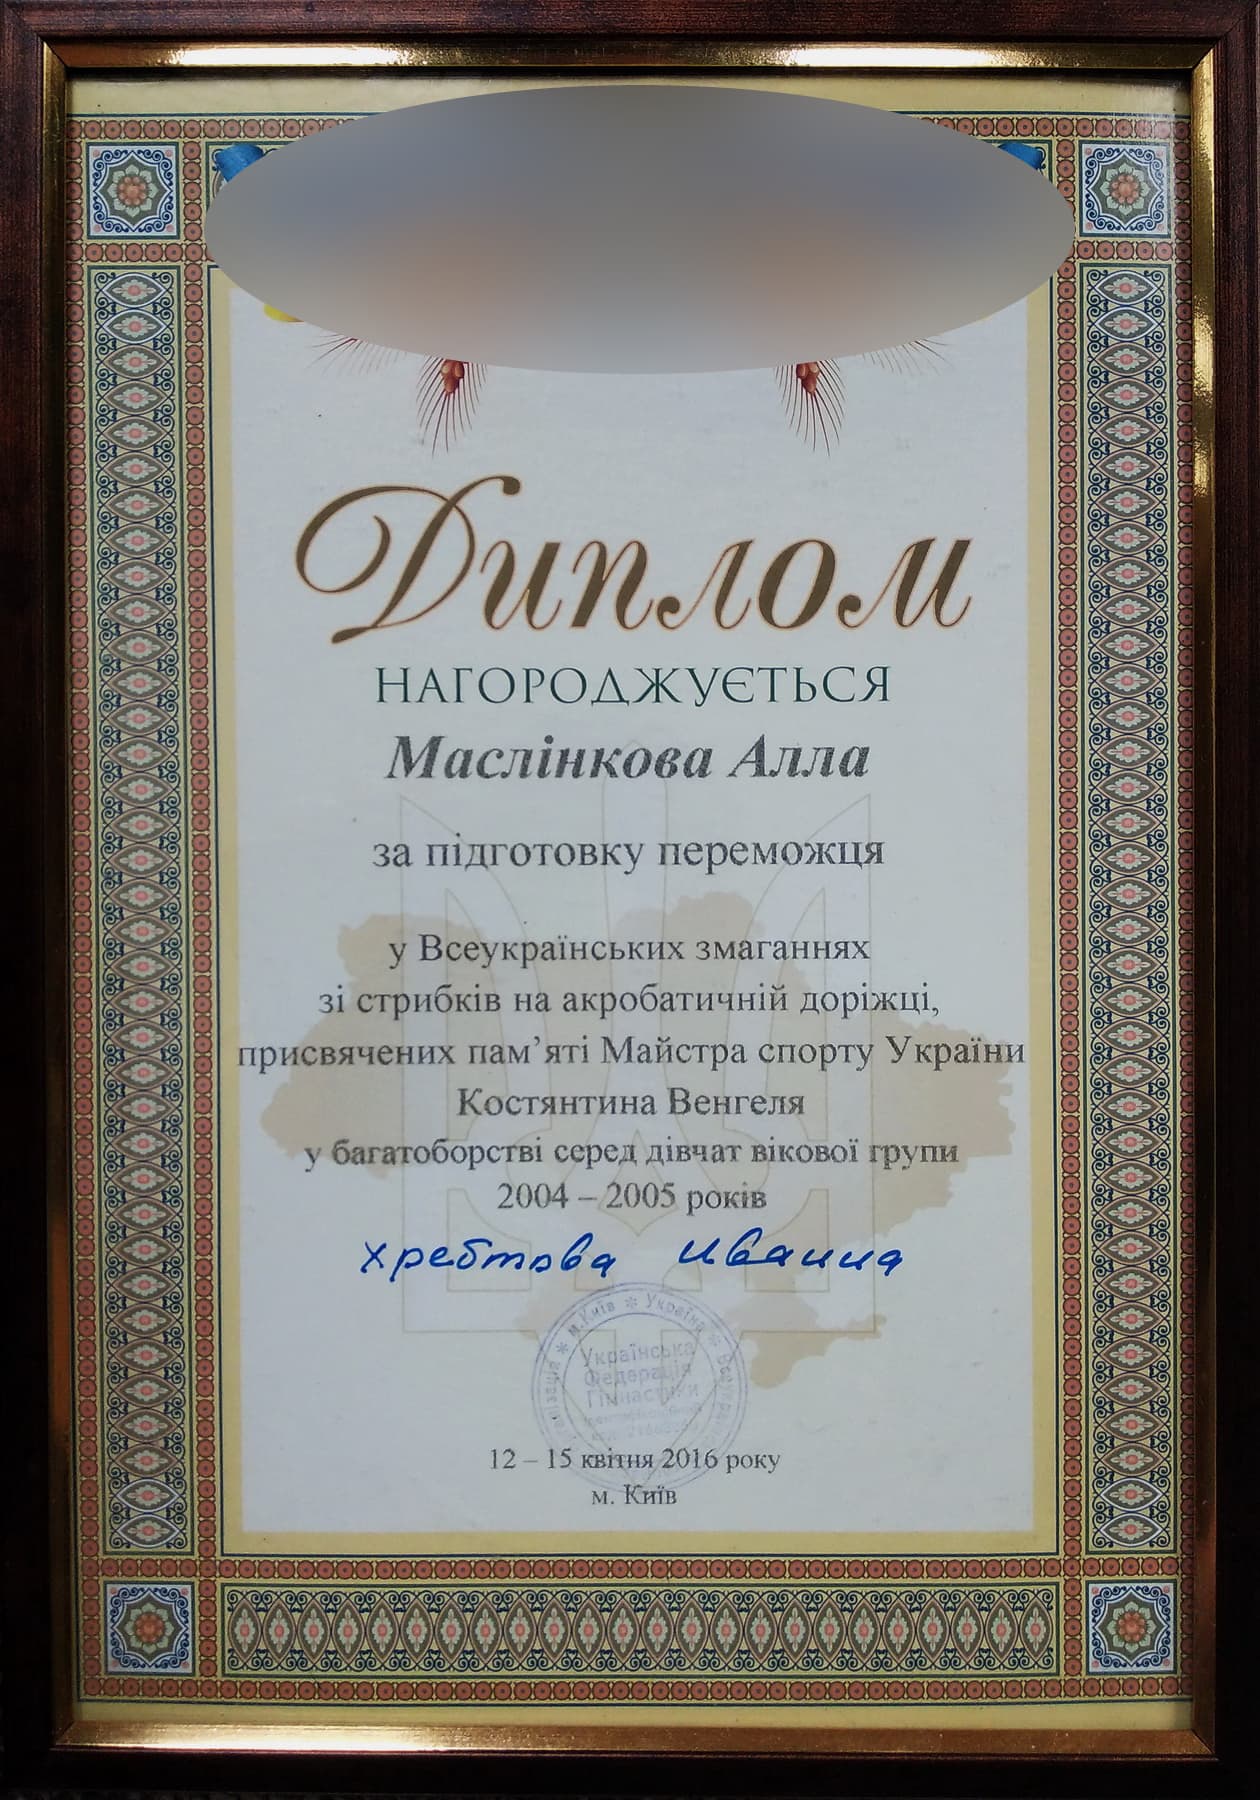 Диплом
НАГОРОДЖУЄТЬСЯ
Маслінкова Алла
за підготовку переможця
у Всеукраїнських змаганнях
зі стрибків на акробатичній доріжці,
присвячених пам’яті Майстра спорту України
Костянтина Венгеля
у багатоборстві серед дівчат вікової групи
2004 – 2005 років
Хребтова Иванна
м.Київ * Україна *
Українська
Федерація
Гімнастики
12 – 15 квітня 2016 року
м. Київ